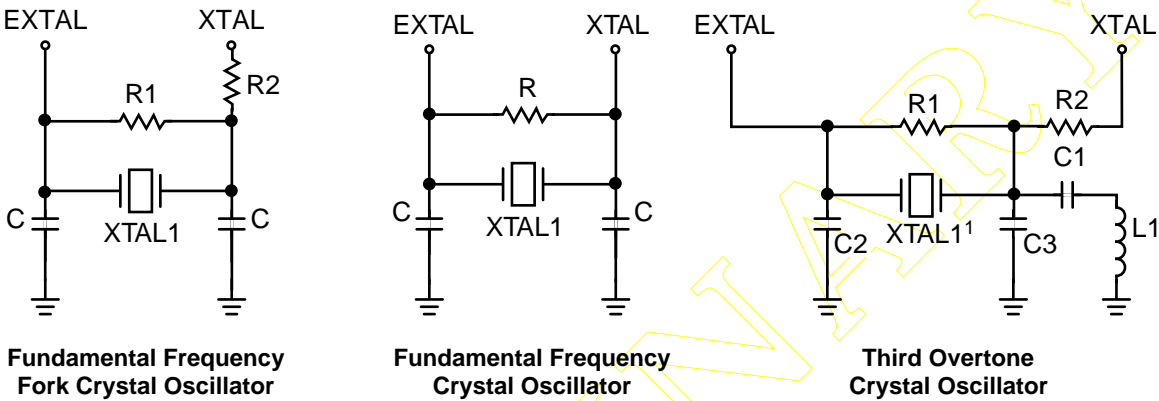 EXTAL XTAL
R2
R1
XTAL1
C C
Fundamental Frequency
Fork Crystal Oscillator
EXTAL XTAL
R
XTAL1
C C
Fundamental Frequency
Crystal Oscillator
EXTAL XTAL
R1 R2
C1
L1
C2 XTAL1¹ C3
Third Overtone
Crystal Oscillator